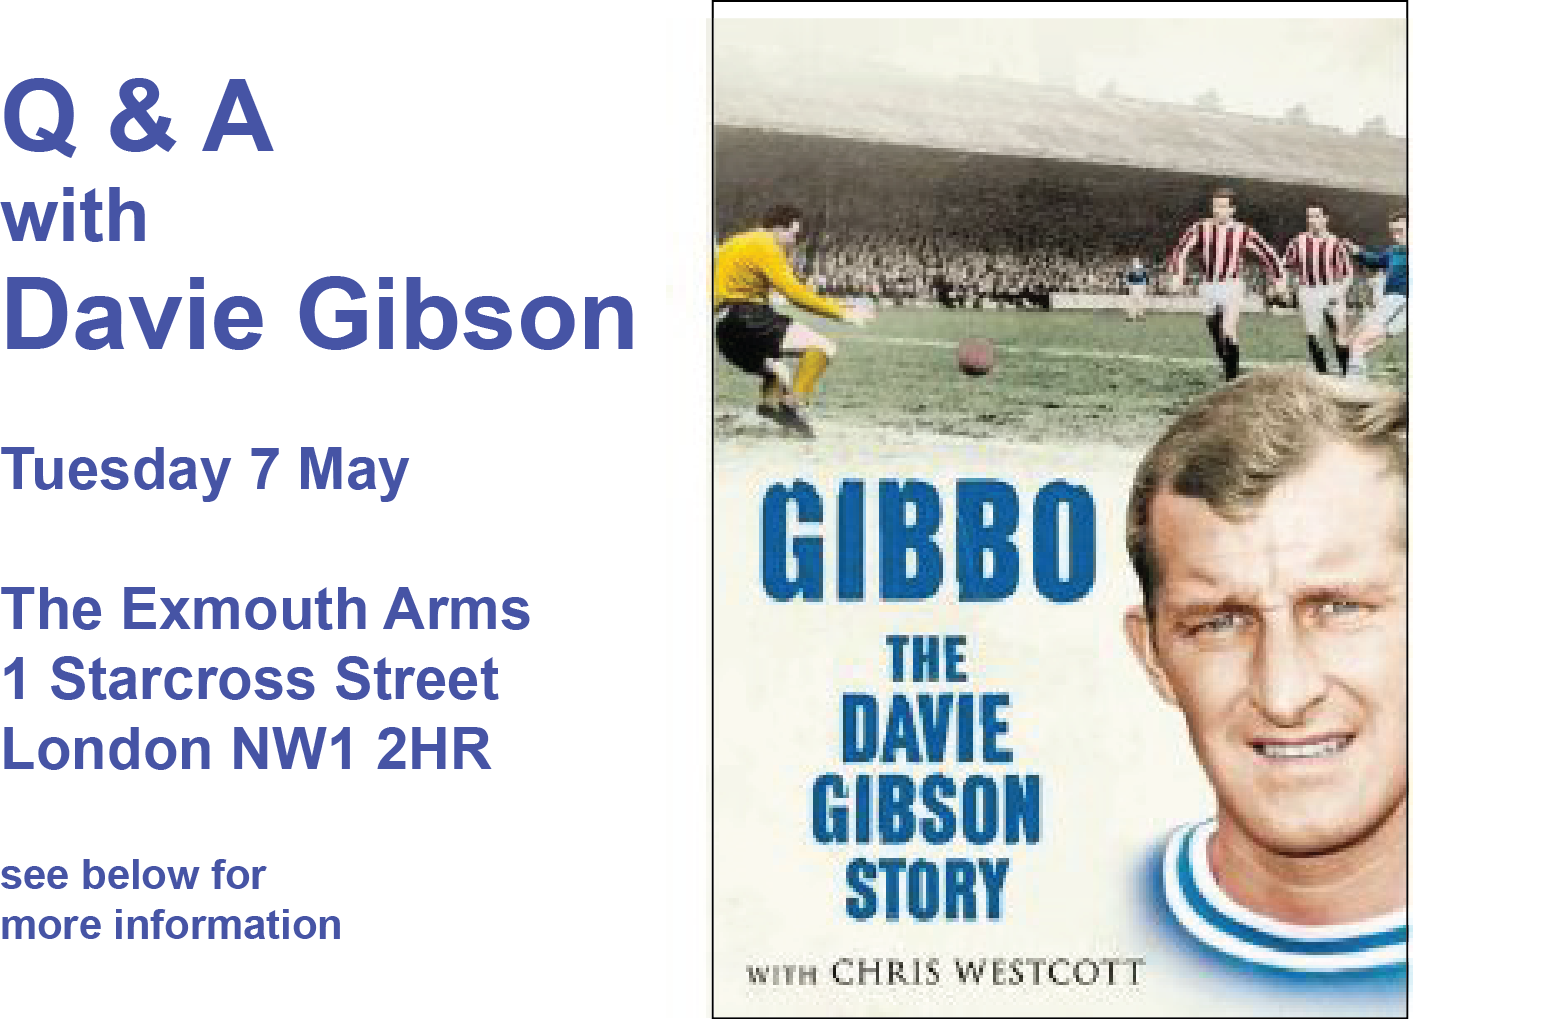 Q & A
with
Davie Gibson
Tuesday 7 May
The Exmouth Arms
1 Starcross Street
London NW1 2HR
see below for
more information
GIBBO
THE
DAVIE
GIBSON
STORY
WITH CHRIS WESTCOTT